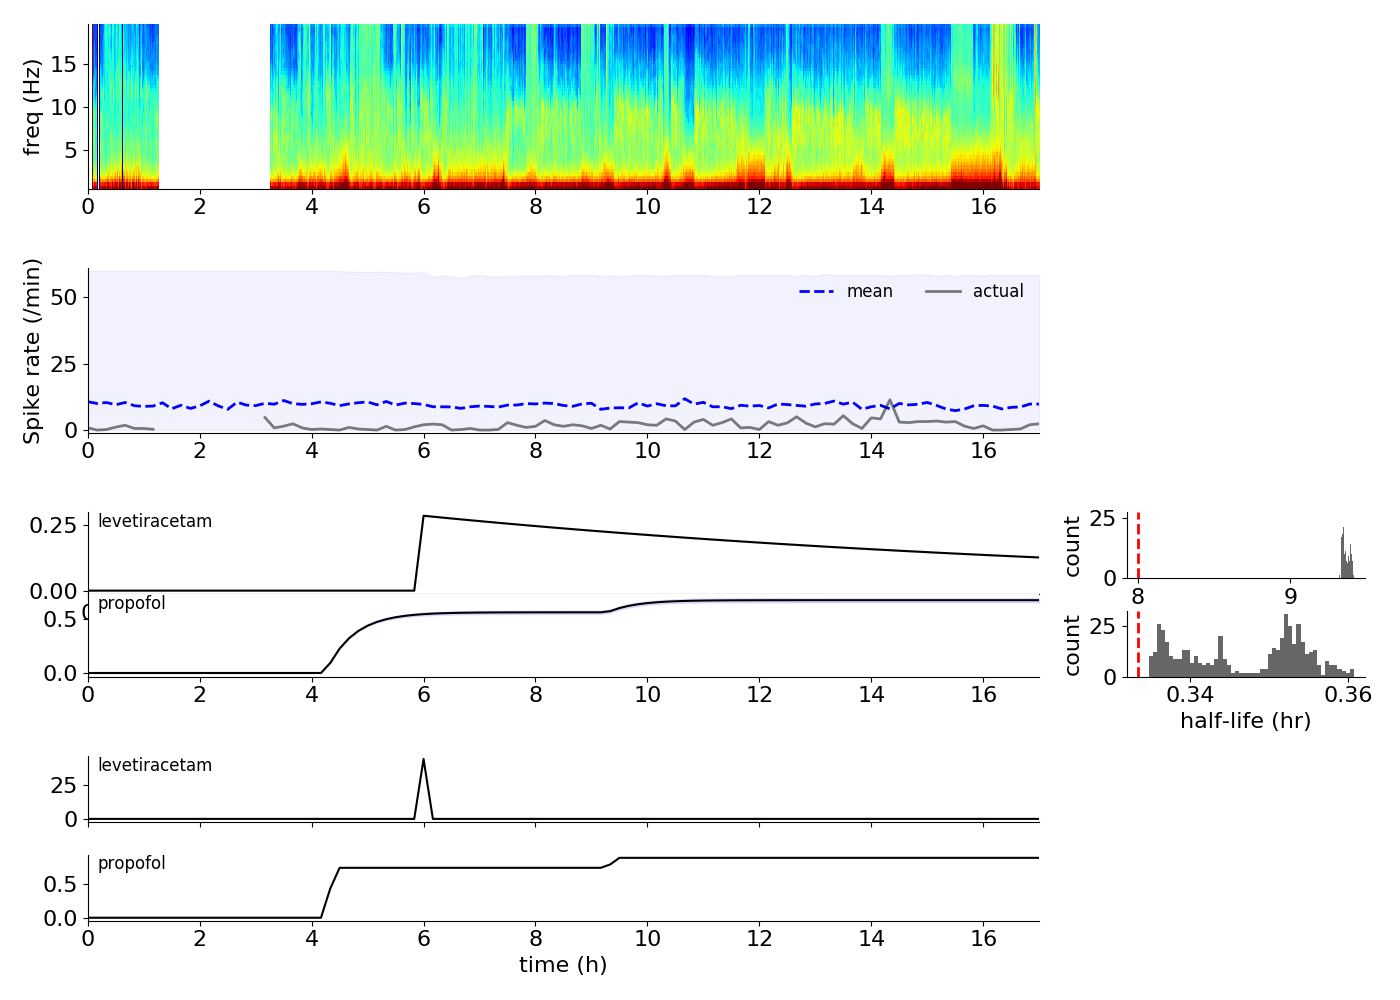 freq (Hz)
15
10
5
0 2 4 6 8 10 12 14 16
Spike rate (/min)
50
25
0
mean actual
0 2 4 6 8 10 12 14 16
levetiracetam
0.25
0.00
propofol
0.5
0.0
0 2 4 6 8 10 12 14 16
count
25
0
8 9
count
25
0
0.34 0.36
half-life (hr)
levetiracetam
25
0
propofol
0.5
0.0
0 2 4 6 8 10 12 14 16
time (h)